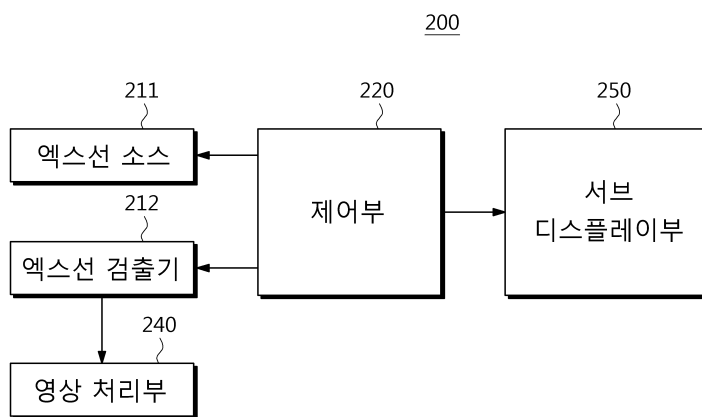 200
211
엑스선 소스
220
제어부
250
서브
디스플레이부
212
엑스선 검출기
240
영상 처리부